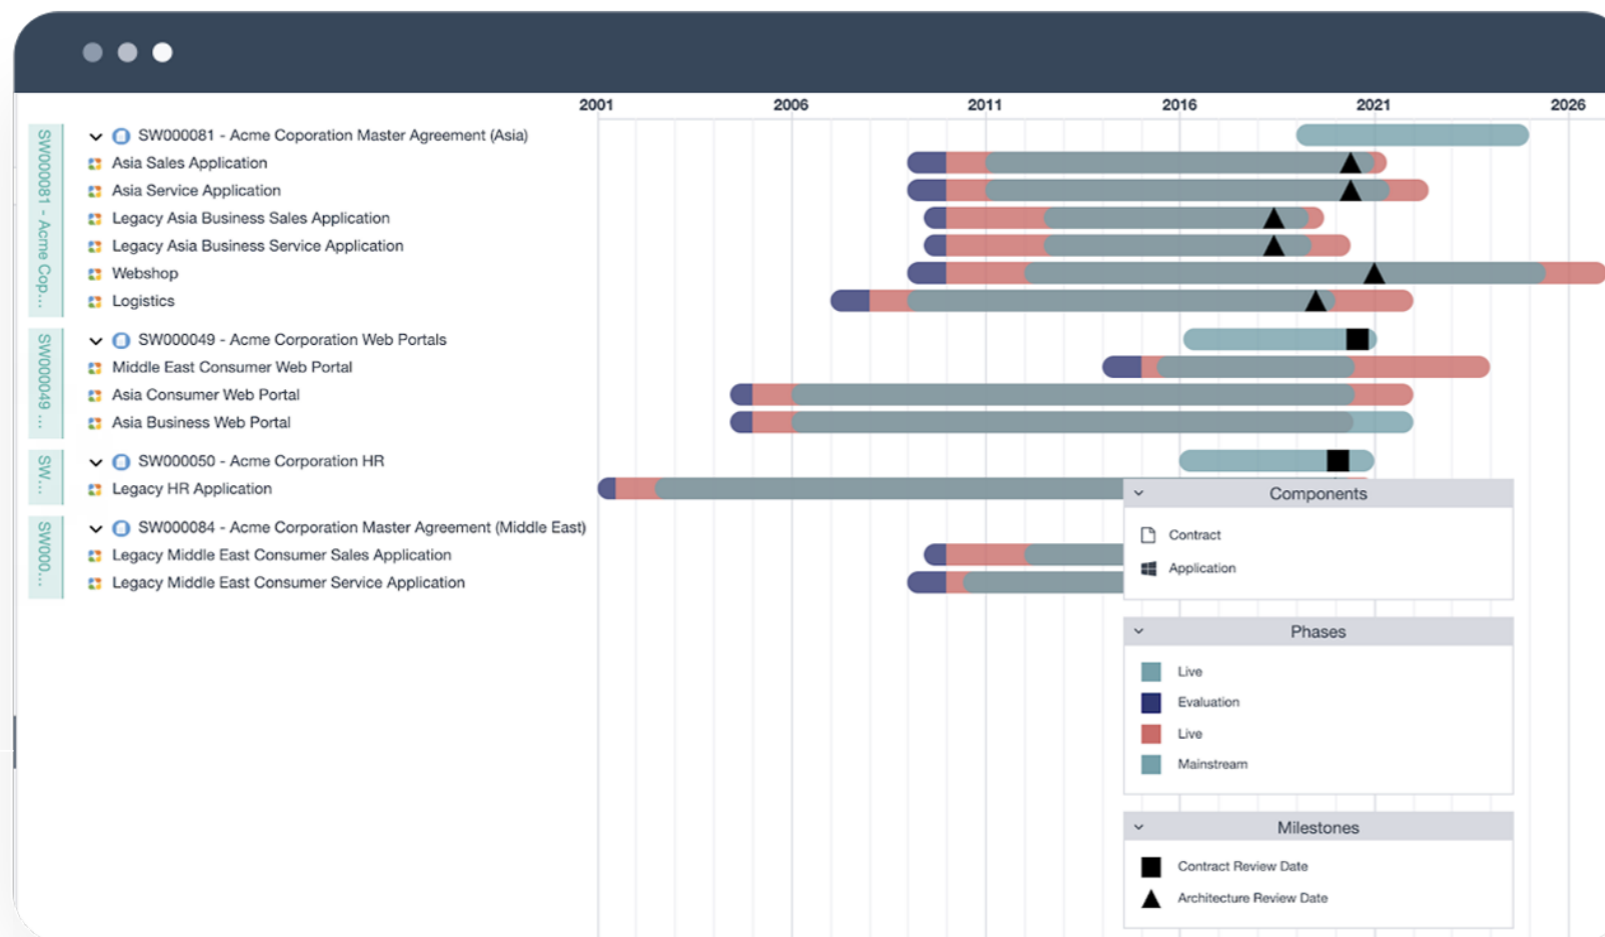 2001 2006 2011 2016 2021 2026
SW000081 - Acme Cop...
SW000081 - Acme Coporation Master Agreement (Asia)
Asia Sales Application
Asia Service Application
Legacy Asia Business Sales Application
Legacy Asia Business Service Application
Webshop
Logistics
SW0000049 ...
SW000049 - Acme Corporation Web Portals
Middle East Consumer Web Portal
Asia Consumer Web Portal
Asia Business Web Portal
SW...
SW000050 - Acme Corporation HR
Legacy HR Application
SW000...
SW000084 - Acme Corporation Master Agreement (Middle East)
Legacy Middle East Consumer Sales Application
Legacy Middle East Consumer Service Application
Components
Contract
Application
Phases
Live
Evaluation
Live
Mainstream
Milestones
Contract Review Date
Architecture Review Date